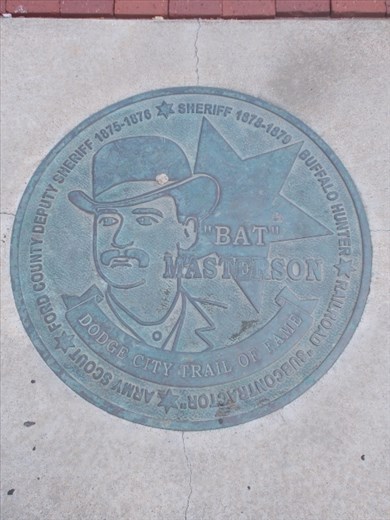 FORD COUNTY DEPUTY SHERIFF 1875-1876 ★ SHERIFF 1878-1879 BUFFALO HUNTER ★ RAILROAD "SUBCONTRACTOR" ★ ARMY SCOUT ★
"BAT"
MASTERSON
DODGE CITY TRAIL OF FAME